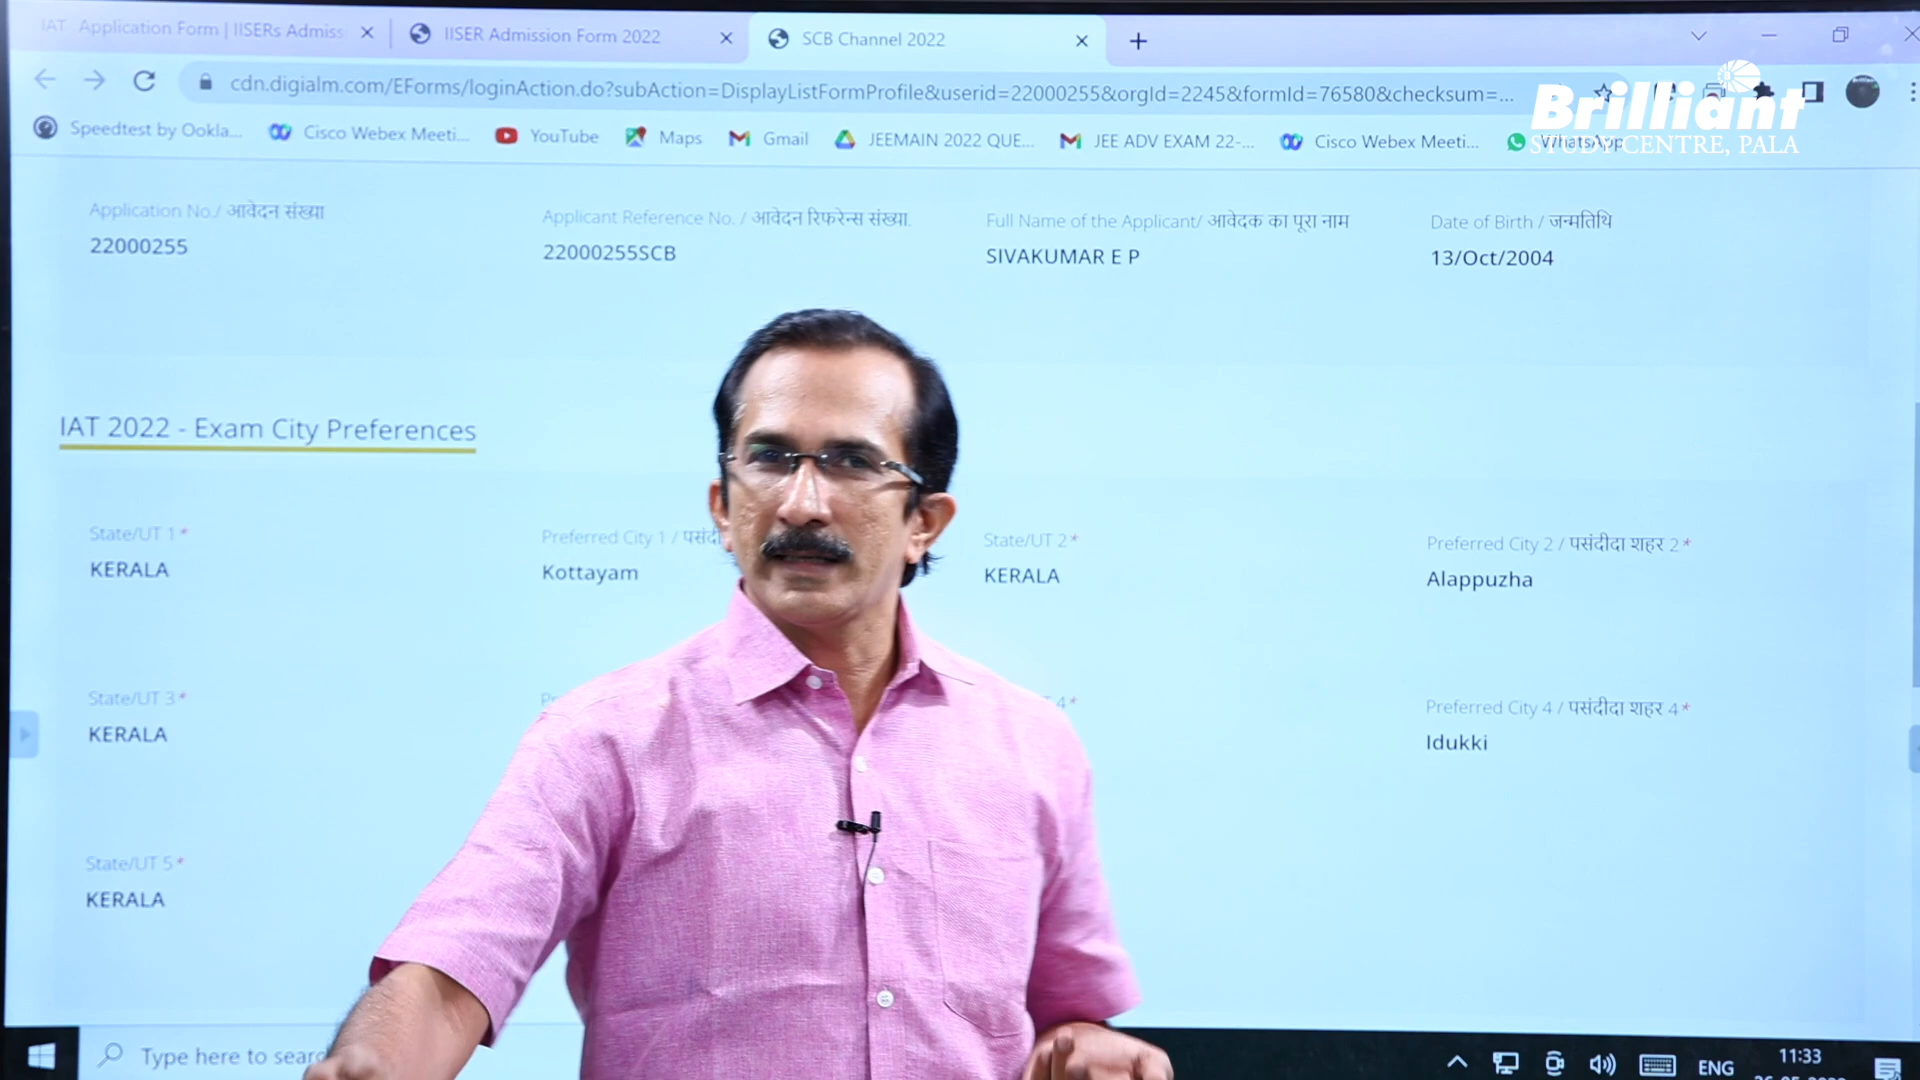 IAT Application Form | IISERs Admiss
IISER Admission Form 2022
SCB Channel 2022
cdn.digialm.com/EForms/loginAction.do?subAction=DisplayListFormProfile&userid=22000255&orgId=2245&formId=76580&checksum=...
Brilliant
STUDY CENTRE, PALA
Speedtest by Ookla... Cisco Webex Meeti... YouTube Maps Gmail JEEMAIN 2022 QUE... JEE ADV EXAM 22-... Cisco Webex Meeti... WhatsApp
Application No./ आवेदन संख्या
22000255
Applicant Reference No. / आवेदन रिफरेन्स संख्या.
22000255SCB
Full Name of the Applicant/ आवेदक का पूरा नाम
SIVAKUMAR E P
Date of Birth / जन्मतिथि
13/Oct/2004
IAT 2022 - Exam City Preferences
State/UT 1*
KERALA
Preferred City 1 /
Kottayam
State/UT 2*
KERALA
Preferred City 2 / पसंदीदा शहर 2*
Alappuzha
State/UT 3*
KERALA
4*
Preferred City 4 / पसंदीदा शहर 4*
Idukki
State/UT 5*
KERALA
Type here to searc
ENG
11:33